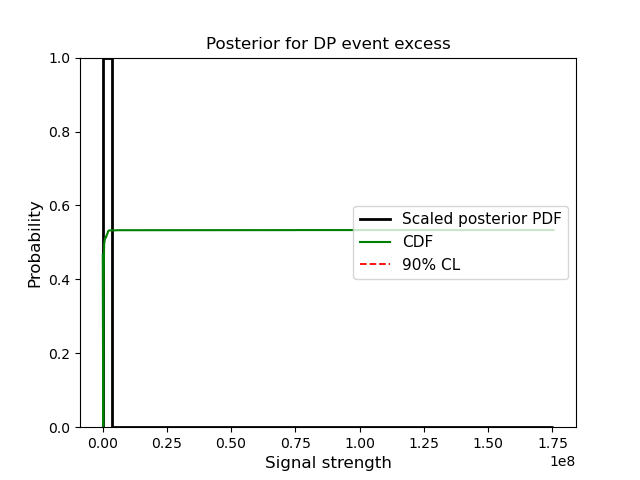 Posterior for DP event excess
1.0
0.8
0.6
0.4
0.2
0.0
Probability
Scaled posterior PDF
CDF
90% CL
0.00 0.25 0.50 0.75 1.00 1.25 1.50 1.75
1e8
Signal strength